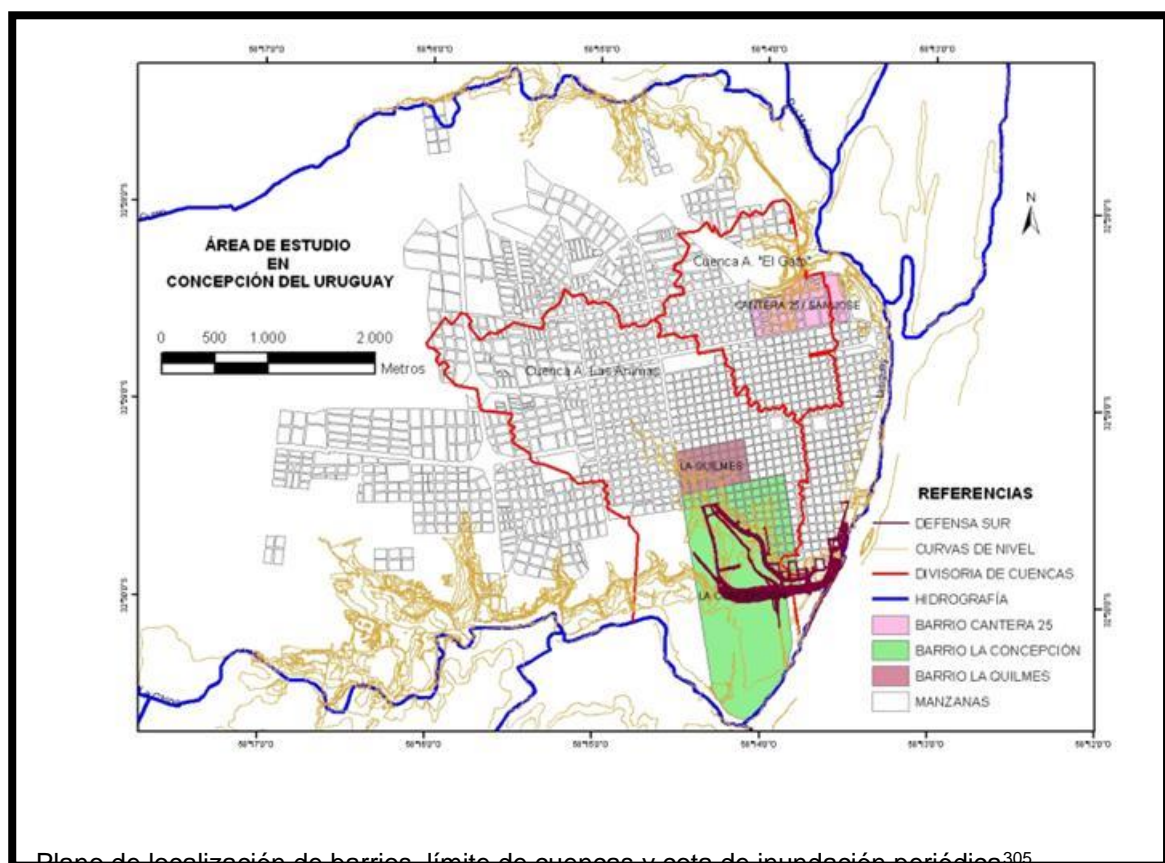 ÁREA DE ESTUDIO
EN
CONCEPCIÓN DEL URUGUAY
0 500 1,000 2,000
Metros
N
Cuenca A. "El Gato"
CANTERA 25 / SAN JOSE
Cuenca A. Las Animas
LA QUILMES
REFERENCIAS
DEFENSA SUR
CURVAS DE NIVEL
DIVISORIA DE CUENCAS
HIDROGRAFÍA
BARRIO CANTERA 25
BARRIO LA CONCEPCIÓN
BARRIO LA QUILMES
MANZANAS
Plano de localización de barrios, límite de cuencas y cota de inundación periódica305